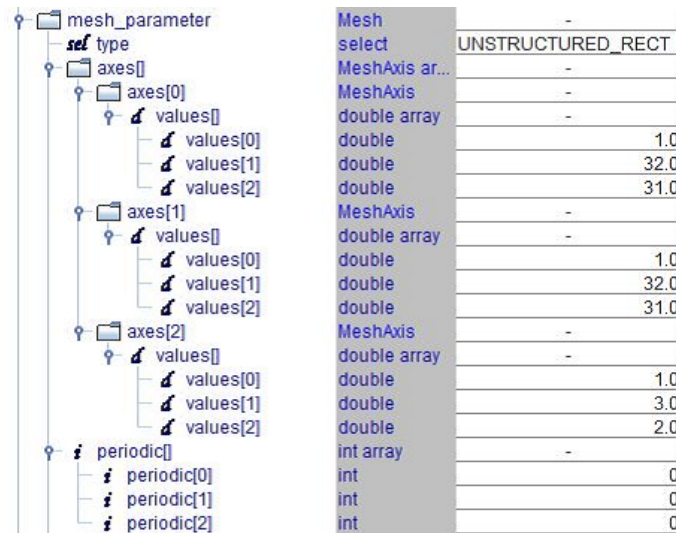 mesh_parameter Mesh -
sel type select UNSTRUCTURED_RECT
axes[] MeshAxis ar... -
axes[0] MeshAxis -
d values[] double array -
d values[0] double 1.0
d values[1] double 32.0
d values[2] double 31.0
axes[1] MeshAxis -
d values[] double array -
d values[0] double 1.0
d values[1] double 32.0
d values[2] double 31.0
axes[2] MeshAxis -
d values[] double array -
d values[0] double 1.0
d values[1] double 3.0
d values[2] double 2.0
i periodic[] int array -
i periodic[0] int 0
i periodic[1] int 0
i periodic[2] int 0